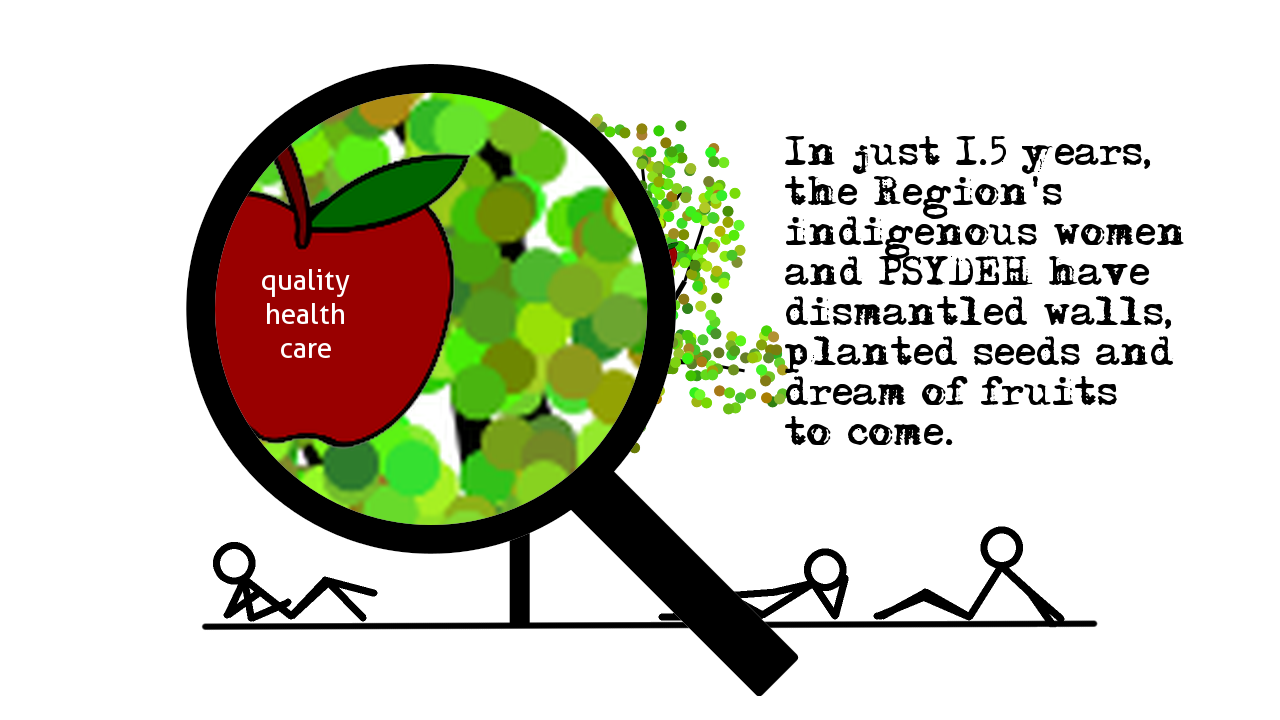 quality
health
care
In just 1.5 years,
the Region's
indigenous women
and PSYDEH have
dismantled walls,
planted seeds and
dream of fruits
to come.